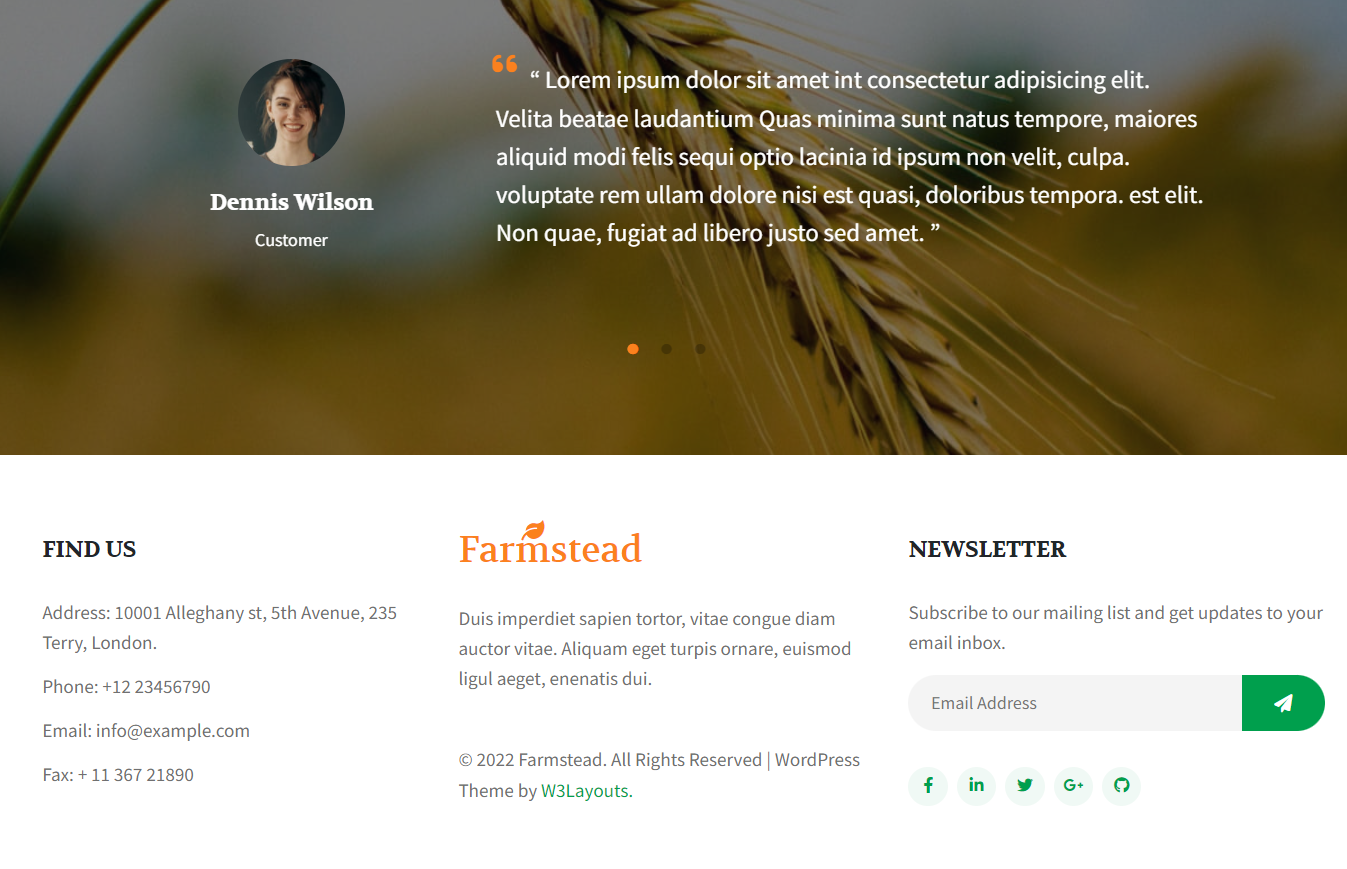 “ Lorem ipsum dolor sit amet int consectetur adipisicing elit.
Velita beatae laudantium Quas minima sunt natus tempore, maiores
aliquid modi felis sequi optio lacinia id ipsum non velit, culpa.
voluptate rem ullam dolore nisi est quasi, doloribus tempora. est elit.
Non quae, fugiat ad libero justo sed amet. ”
Dennis Wilson
Customer
FIND US
Address: 10001 Alleghany st, 5th Avenue, 235
Terry, London.
Phone: +12 23456790
Email: info@example.com
Fax: + 11 367 21890
Farmstead
Duis imperdiet sapien tortor, vitae congue diam
auctor vitae. Aliquam eget turpis ornare, euismod
ligul aeget, enenatis dui.
© 2022 Farmstead. All Rights Reserved | WordPress
Theme by W3Layouts.
NEWSLETTER
Subscribe to our mailing list and get updates to your
email inbox.
Email Address